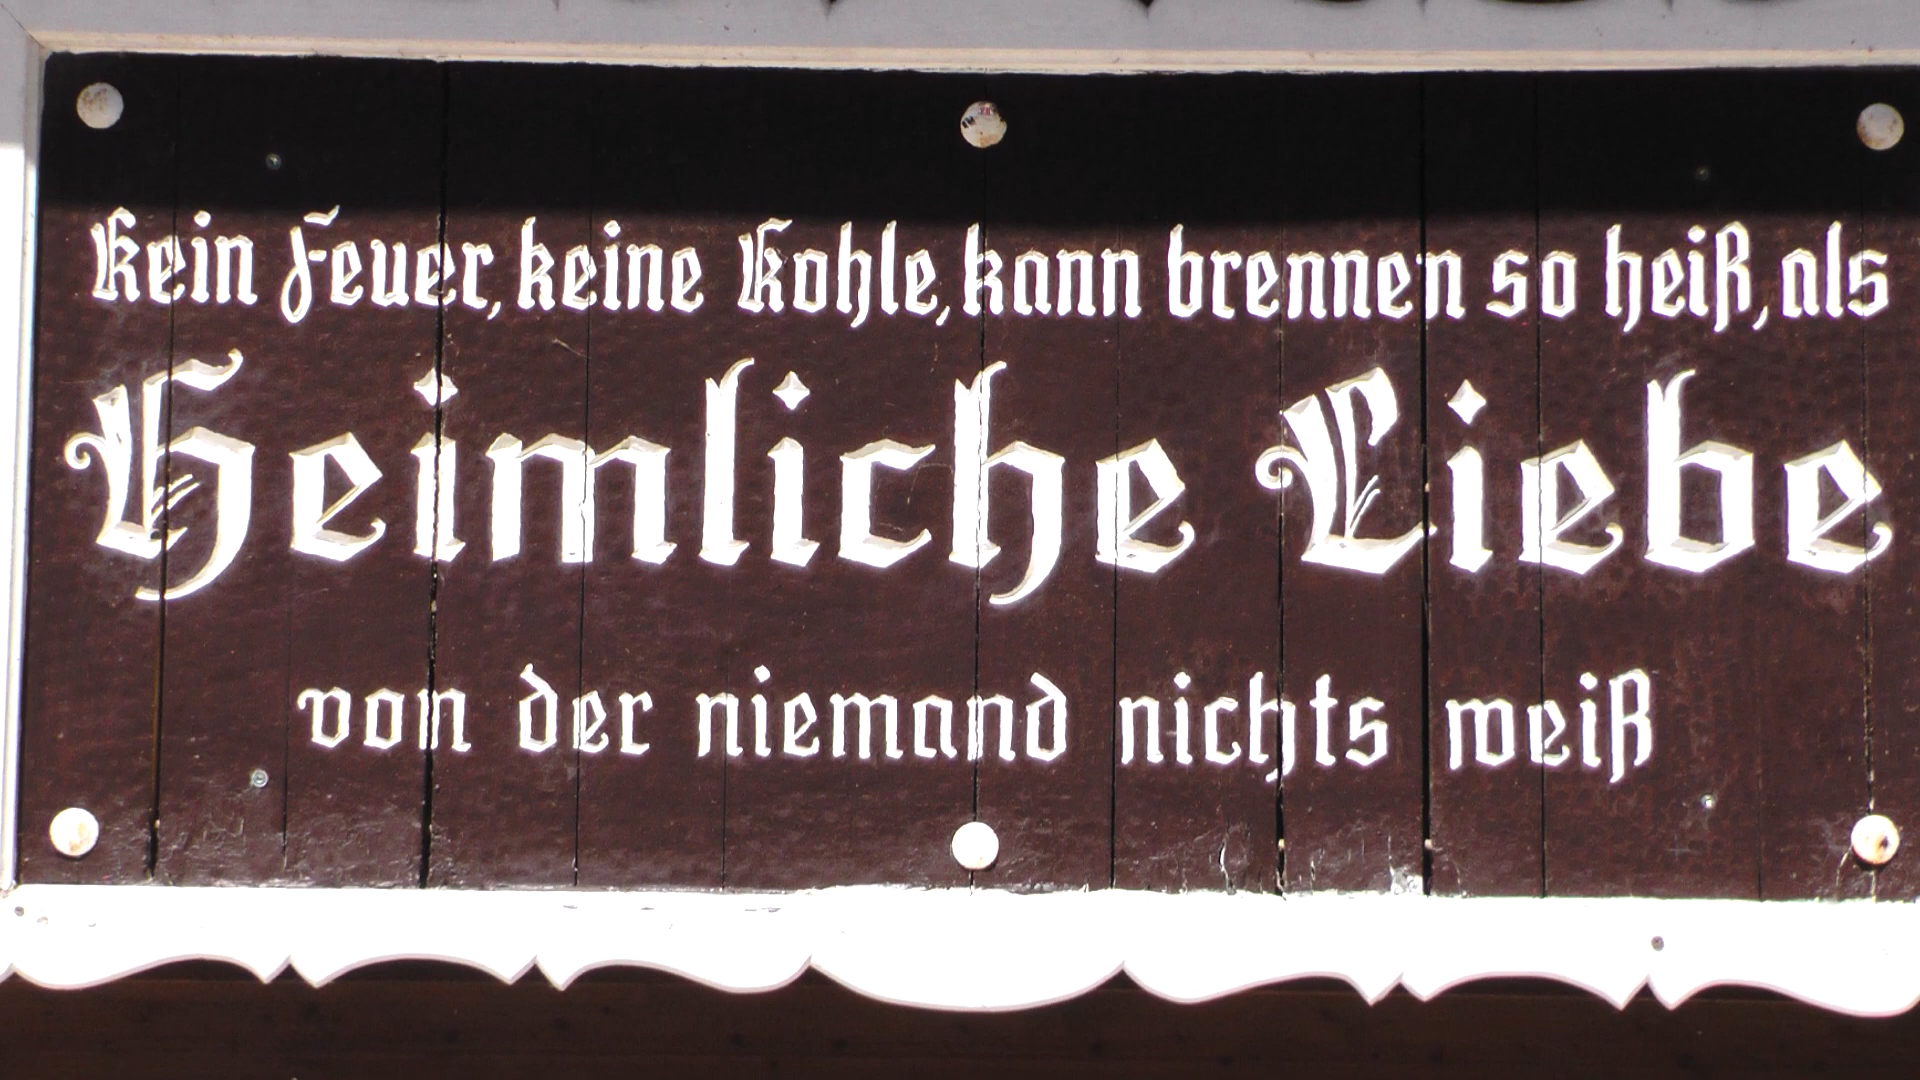 Kein Feuer, keine Kohle, kann brennen so heiß, als
Heimliche Liebe
von der niemand nichts weiß